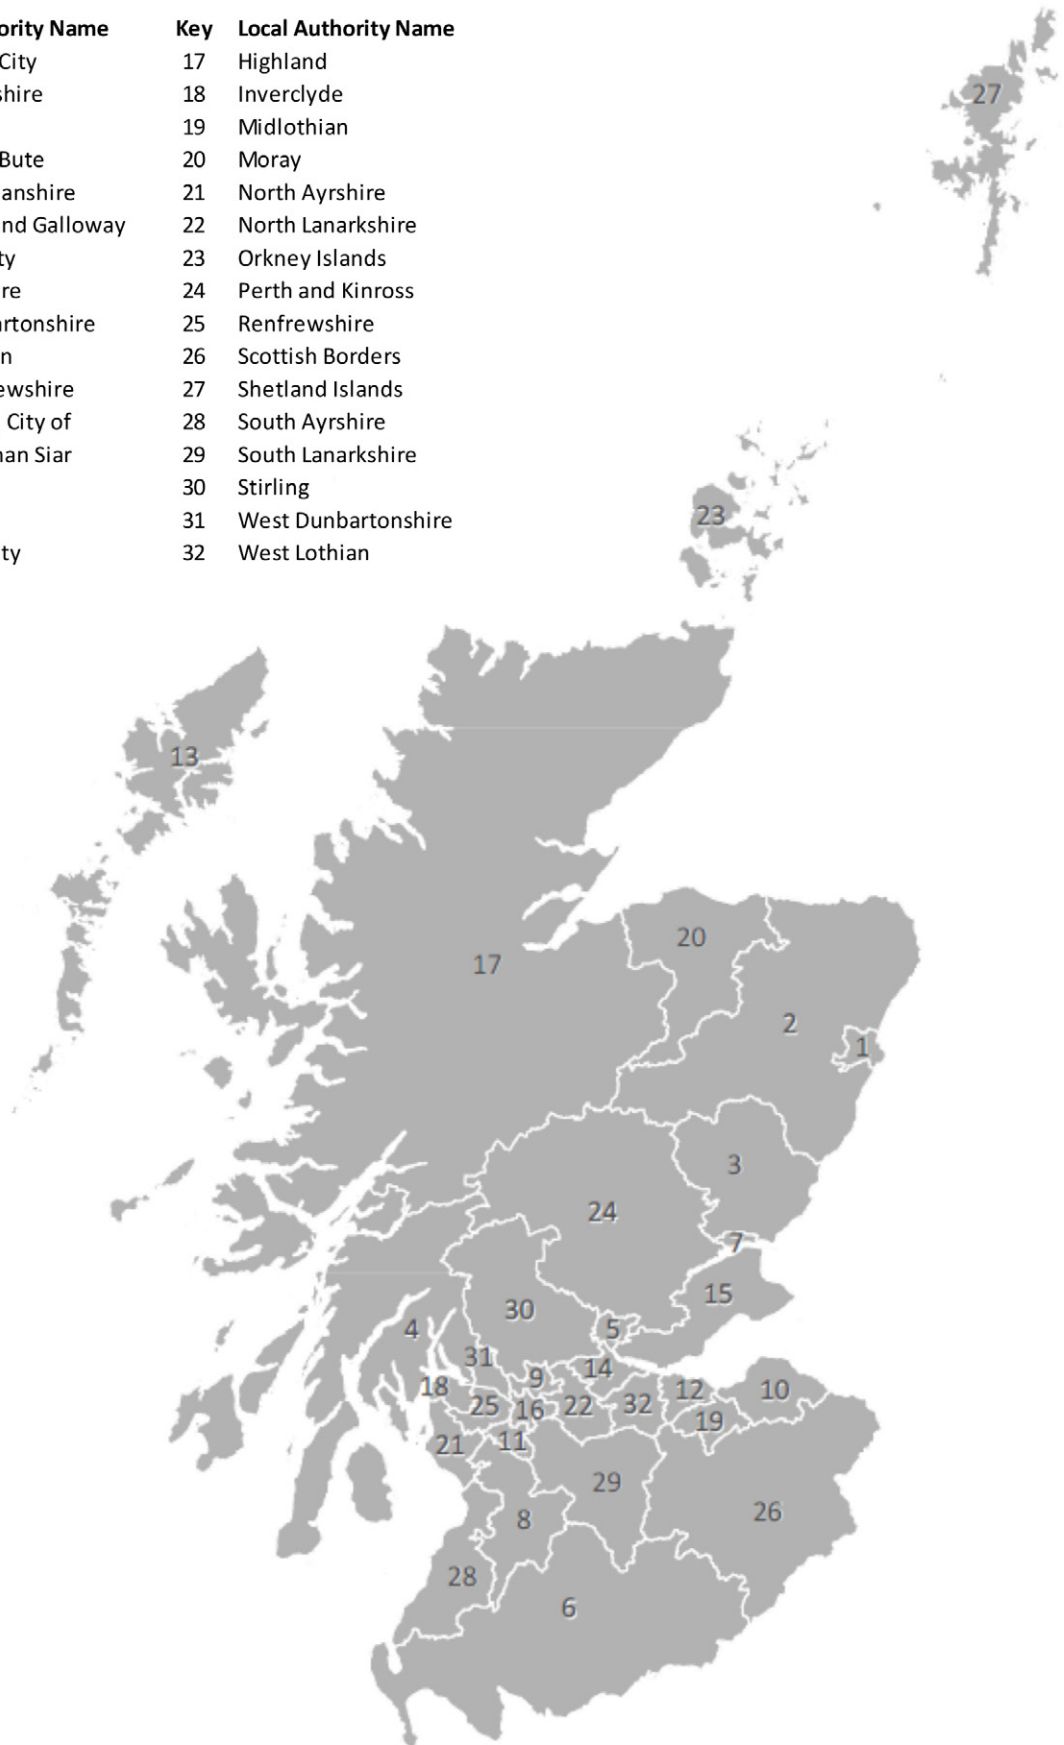 ority Name Key Local Authority Name
City 17 Highland
shire 18 Inverclyde
19 Midlothian
Bute 20 Moray
anshire 21 North Ayrshire
nd Galloway 22 North Lanarkshire
ty 23 Orkney Islands
re 24 Perth and Kinross
artonshire 25 Renfrewshire
n 26 Scottish Borders
ewshire 27 Shetland Islands
City of 28 South Ayrshire
nan Siar 29 South Lanarkshire
30 Stirling
31 West Dunbartonshire
ty 32 West Lothian
27
23
13
20
17
2
1
3
24
7
15
30
4
5
31
14
9
18
12
10
25
16
22
32
19
21
11
29
26
8
28
6